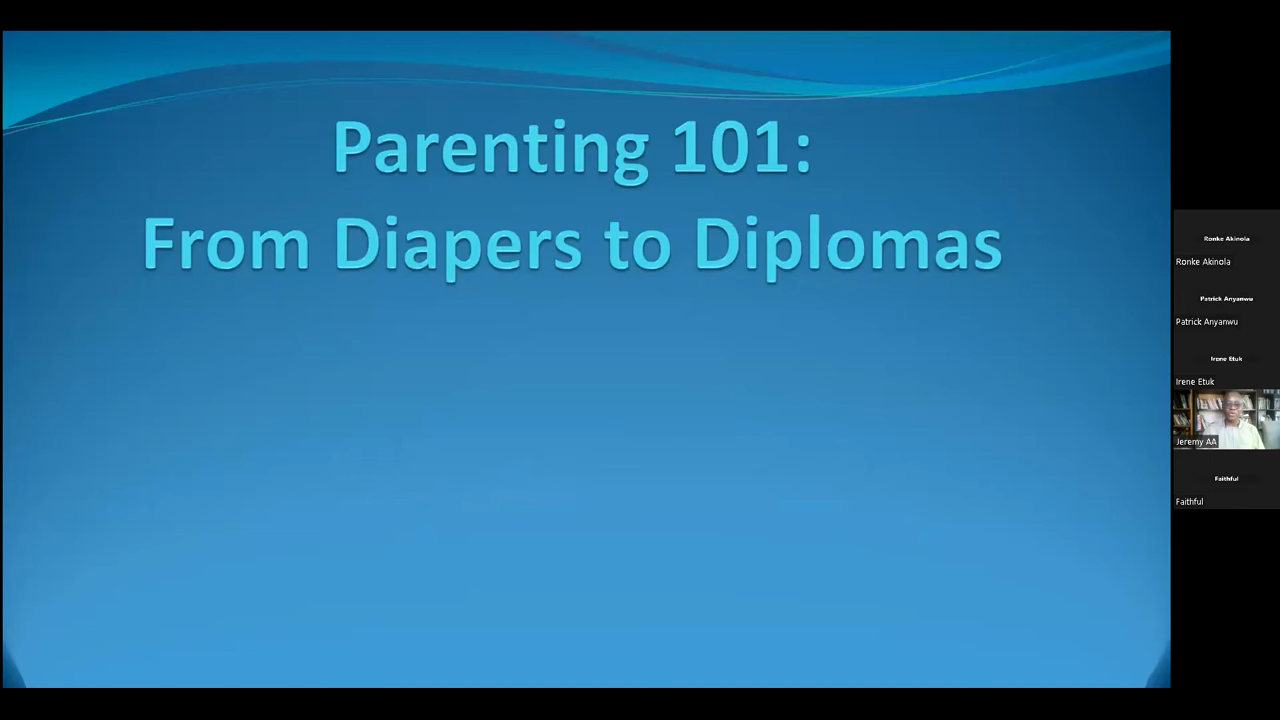 Parenting 101:
From Diapers to Diplomas
Ronke Akinola
Ronke Akinola
Patrick Anyanwu
Patrick Anyanwu
Irene Etuk
Irene Etuk
Jeremy AA
Faithful
Faithful